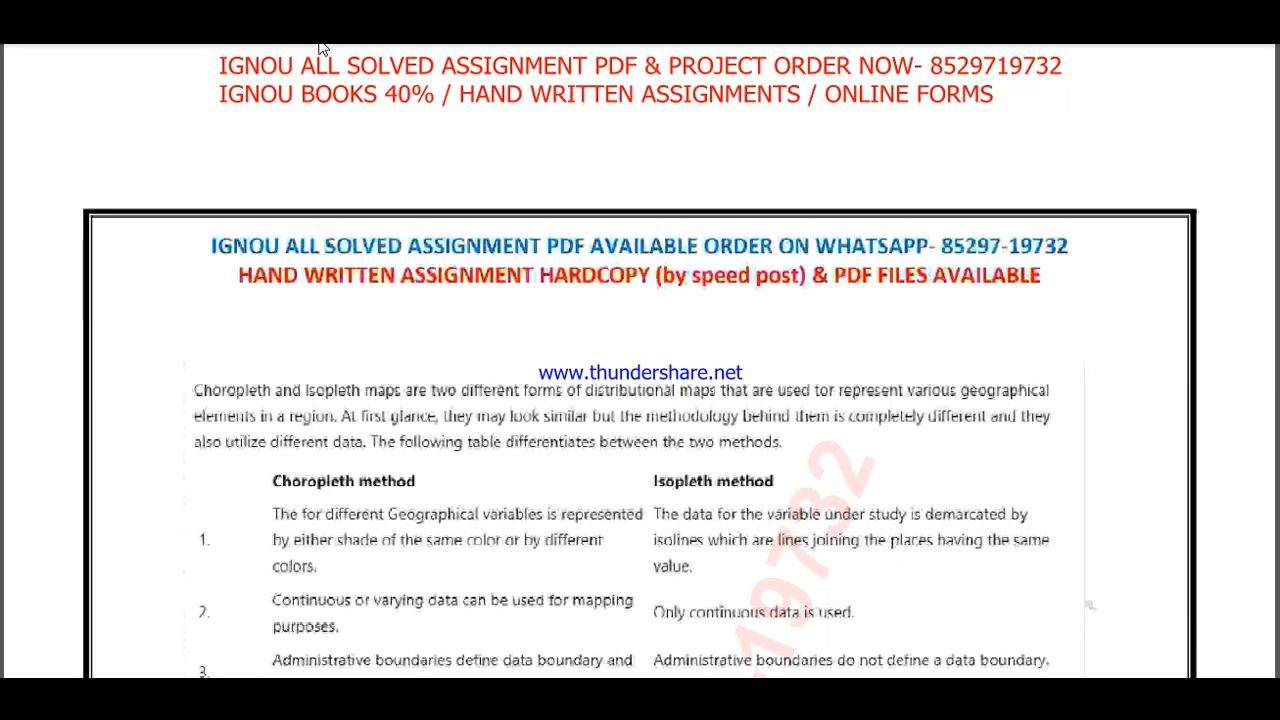 IGNOU ALL SOLVED ASSIGNMENT PDF & PROJECT ORDER NOW- 8529719732
IGNOU BOOKS 40% / HAND WRITTEN ASSIGNMENTS / ONLINE FORMS
IGNOU ALL SOLVED ASSIGNMENT PDF AVAILABLE ORDER ON WHATSAPP- 85297-19732
HAND WRITTEN ASSIGNMENT HARDCOPY (by speed post) & PDF FILES AVAILABLE
www.thundershare.net
Choropleth and Isopleth maps are two different forms of distributional maps that are used tor represent various geographical
elements in a region. At first glance, they may look similar but the methodology behind them is completely different and they
also utilize different data. The following table differentiates between the two methods.
Choropleth method Isopleth method
The for different Geographical variables is represented The data for the variable under study is demarcated by
1. by either shade of the same color or by different isolines which are lines joining the places having the same
colors. value.
2. Continuous or varying data can be used for mapping Only continuous data is used.
purposes.
3. Administrative boundaries define data boundary and Administrative boundaries do not define a data boundary.
-19732